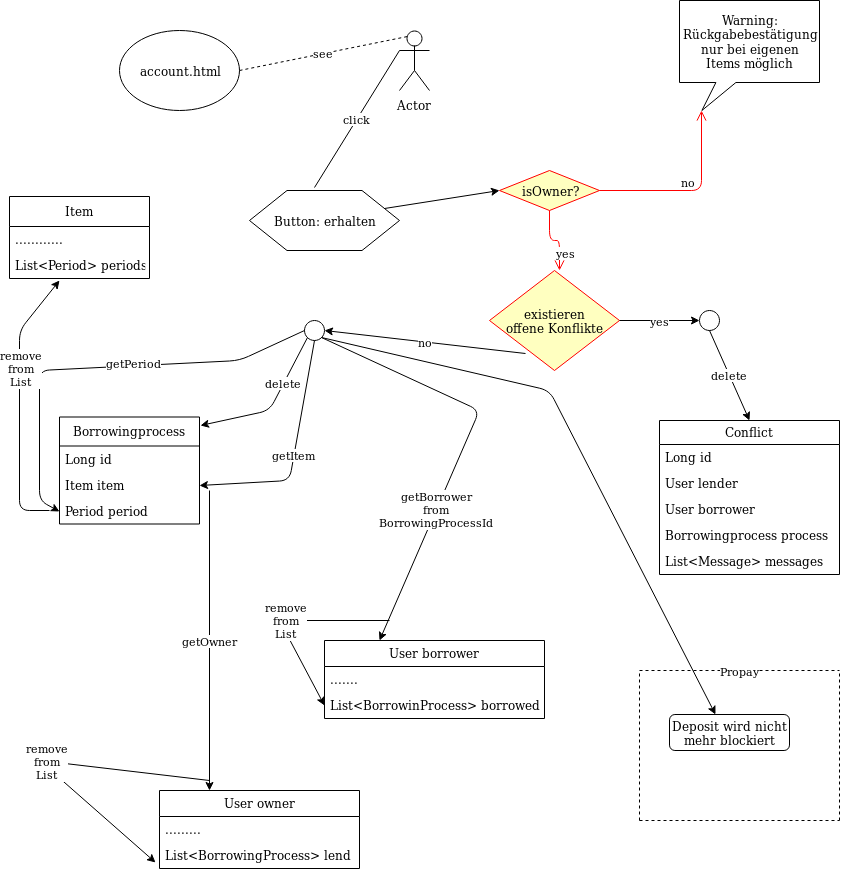 Warning:
Rückgabebestätigung
nur bei eigenen
Items möglich
see
account.html
Actor
click
no
isOwner?
Button: erhalten
Item
............
List<Period> periods
yes
existieren
offene Konflikte
yes
no
remove
from
List
getPeriod
delete
delete
Borrowingprocess
Long id
Item item
Period period
getItem
Conflict
Long id
User lender
User borrower
Borrowingprocess process
List<Message> messages
getBorrower
from
BorrowingProcessId
remove
from
List
getOwner
User borrower
.......
List<BorrowinProcess> borrowed
Propay
Deposit wird nicht
mehr blockiert
remove
from
List
User owner
.........
List<BorrowingProcess> lend